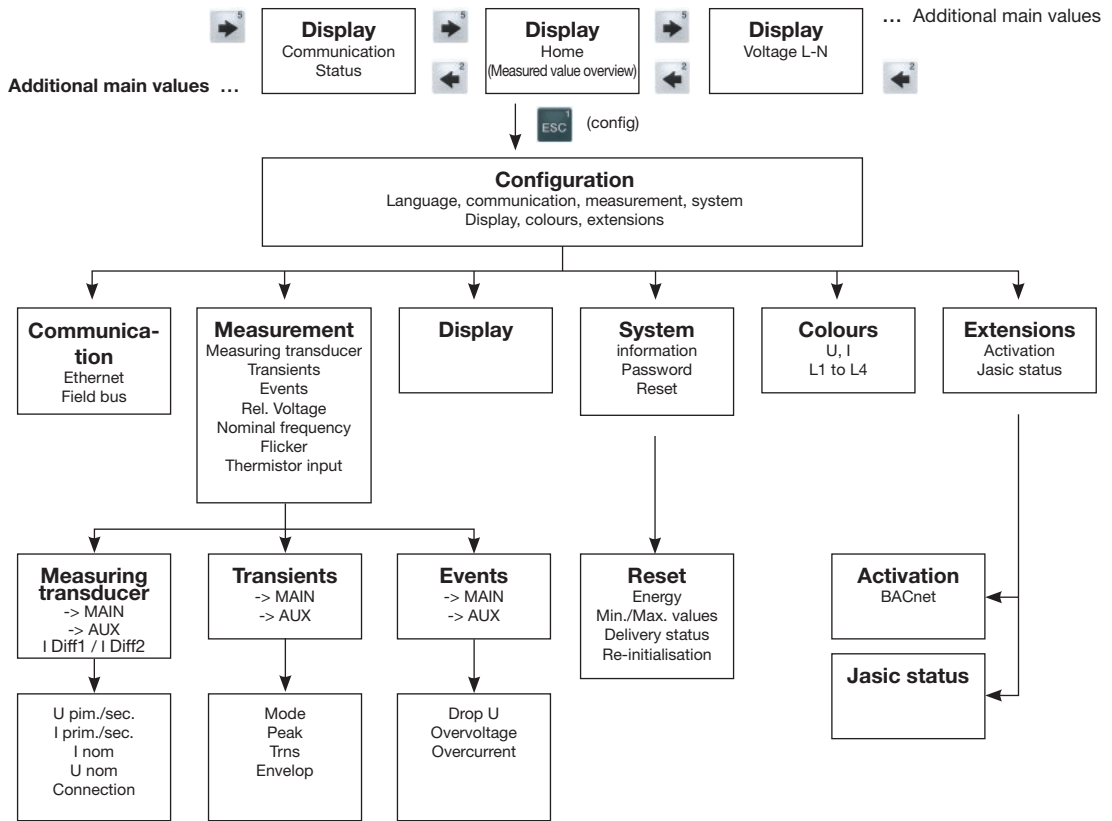 5
5
5
Display
Communication
Status
Display
Home
(Measured value overview)
Display
Voltage L-N
... Additional main values
Additional main values ...
2
2
2
ESC 1
(config)
Configuration
Language, communication, measurement, system
Display, colours, extensions
Communica-
tion
Ethernet
Field bus
Measurement
Measuring transducer
Transients
Events
Rel. Voltage
Nominal frequency
Flicker
Thermistor input
Display
System
information
Password
Reset
Colours
U, I
L1 to L4
Extensions
Activation
Jasic status
Measuring
transducer
-> MAIN
-> AUX
I Diff1 / I Diff2
Transients
-> MAIN
-> AUX
Events
-> MAIN
-> AUX
Reset
Energy
Min./Max. values
Delivery status
Re-initialisation
Activation
BACnet
Jasic status
U pim./sec.
I prim./sec.
I nom
U nom
Connection
Mode
Peak
Trns
Envelop
Drop U
Overvoltage
Overcurrent